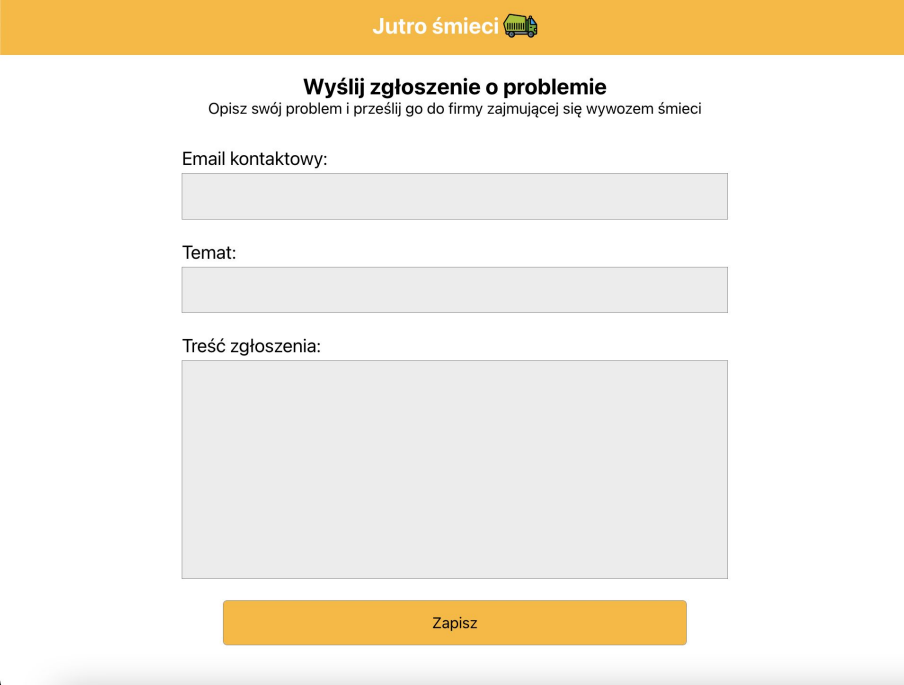 Jutro śmieci
Wyślij zgłoszenie o problemie
Opisz swój problem i prześlij go do firmy zajmującej się wywozem śmieci
Email kontaktowy:
Temat:
Treść zgłoszenia:
Zapisz